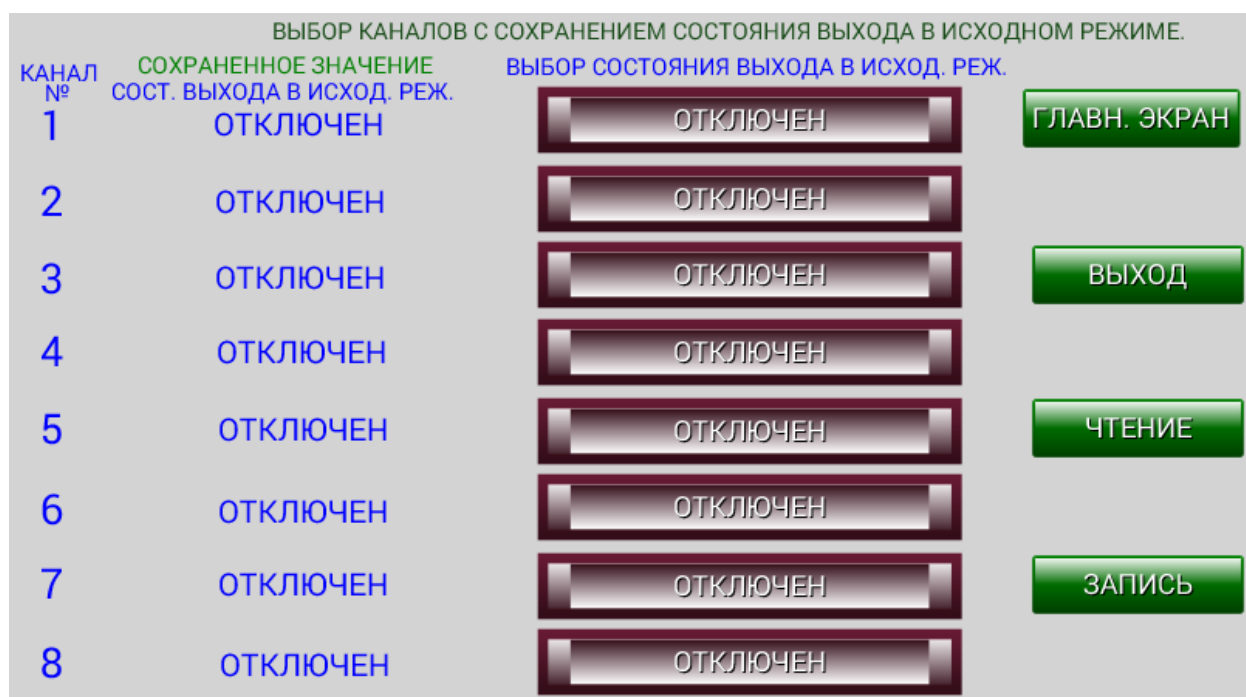 ВЫБОР КАНАЛОВ С СОХРАНЕНИЕМ СОСТОЯНИЯ ВЫХОДА В ИСХОДНОМ РЕЖИМЕ.
КАНАЛ №
СОХРАНЕННОЕ ЗНАЧЕНИЕ
СОСТ. ВЫХОДА В ИСХОД. РЕЖ.
ВЫБОР СОСТОЯНИЯ ВЫХОДА В ИСХОД. РЕЖ.
1 ОТКЛЮЧЕН ОТКЛЮЧЕН ГЛАВН. ЭКРАН
2 ОТКЛЮЧЕН ОТКЛЮЧЕН
3 ОТКЛЮЧЕН ОТКЛЮЧЕН ВЫХОД
4 ОТКЛЮЧЕН ОТКЛЮЧЕН
5 ОТКЛЮЧЕН ОТКЛЮЧЕН ЧТЕНИЕ
6 ОТКЛЮЧЕН ОТКЛЮЧЕН
7 ОТКЛЮЧЕН ОТКЛЮЧЕН ЗАПИСЬ
8 ОТКЛЮЧЕН ОТКЛЮЧЕН